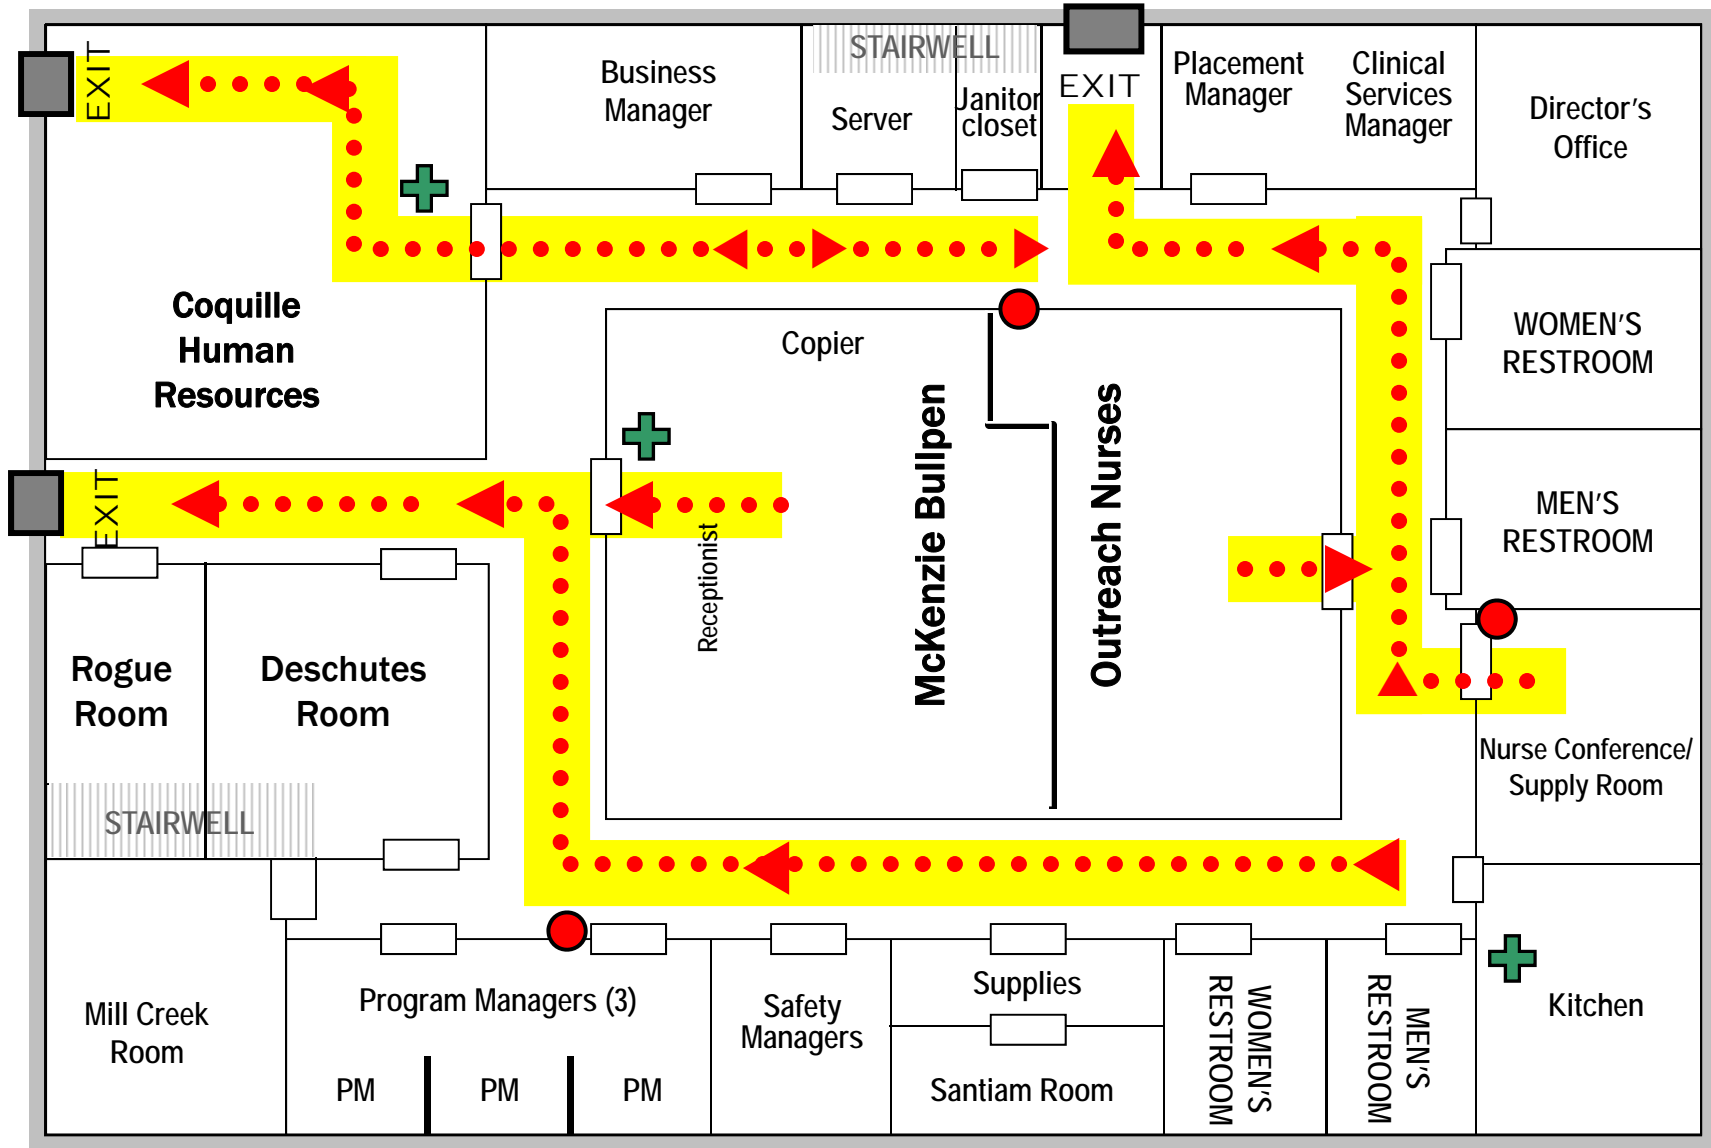 EXIT
Business
Manager
STAIRWELL
Server
Janitor
closet
EXIT
Placement
Manager
Clinical
Services
Manager
Director's
Office
Coquille
Human
Resources
Copier
McKenzie Bullpen
Outreach Nurses
WOMEN'S
RESTROOM
MEN'S
RESTROOM
EXIT
Receptionist
Rogue
Room
Deschutes
Room
STAIRWELL
Nurse Conference/
Supply Room
Mill Creek
Room
Program Managers (3)
PM
PM
PM
Safety
Managers
Supplies
Santiam Room
WOMEN'S
RESTROOM
MEN'S
RESTROOM
Kitchen